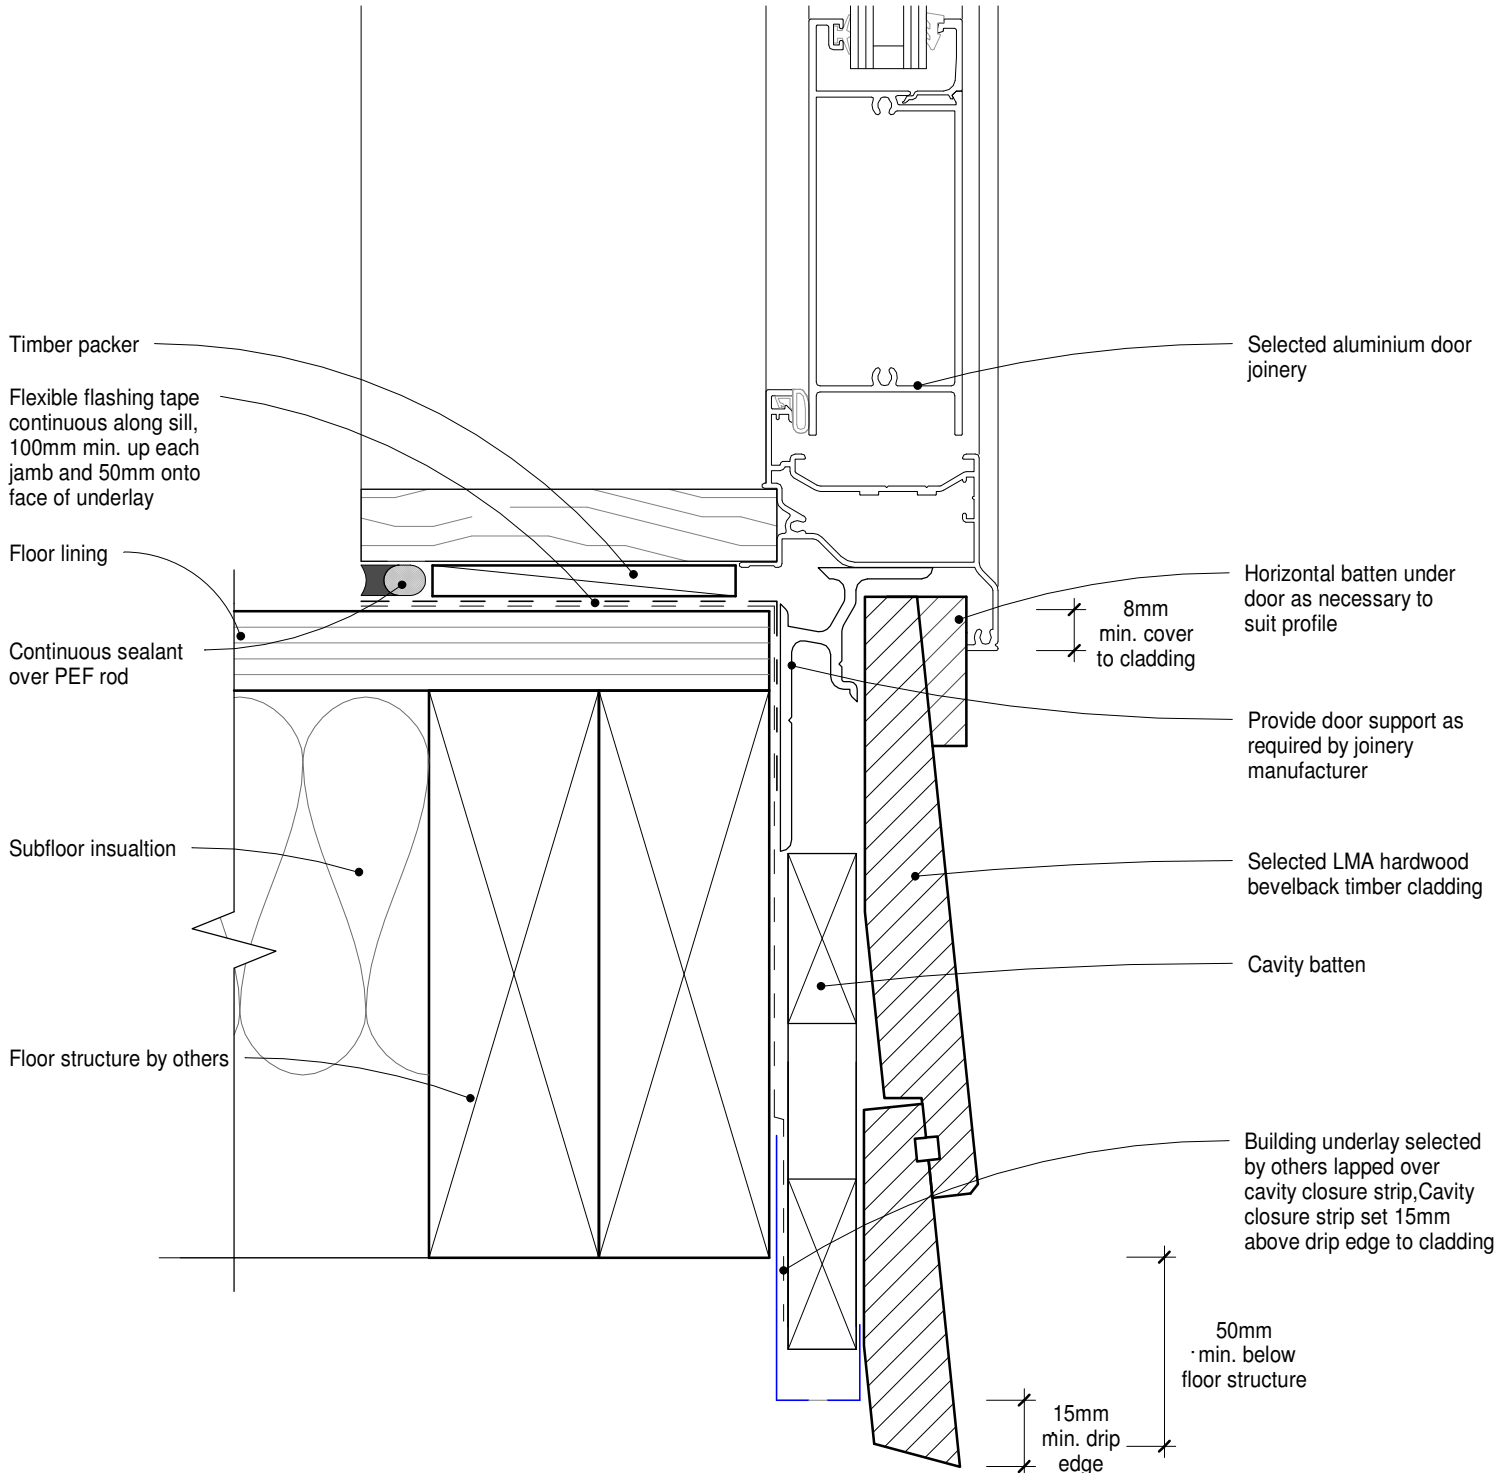 Timber packer
Flexible flashing tape
continuous along sill,
100mm min. up each
jamb and 50mm onto
face of underlay
Floor lining
Continuous sealant
over PEF rod
Subfloor insualtion
Floor structure by others
Selected aluminium door
joinery
Horizontal batten under
door as necessary to
suit profile
8mm
min. cover
to cladding
Provide door support as
required by joinery
manufacturer
Selected LMA hardwood
bevelback timber cladding
Cavity batten
Building underlay selected
by others lapped over
cavity closure strip,Cavity
closure strip set 15mm
above drip edge to cladding
50mm
min. below
floor structure
15mm
min. drip
edge